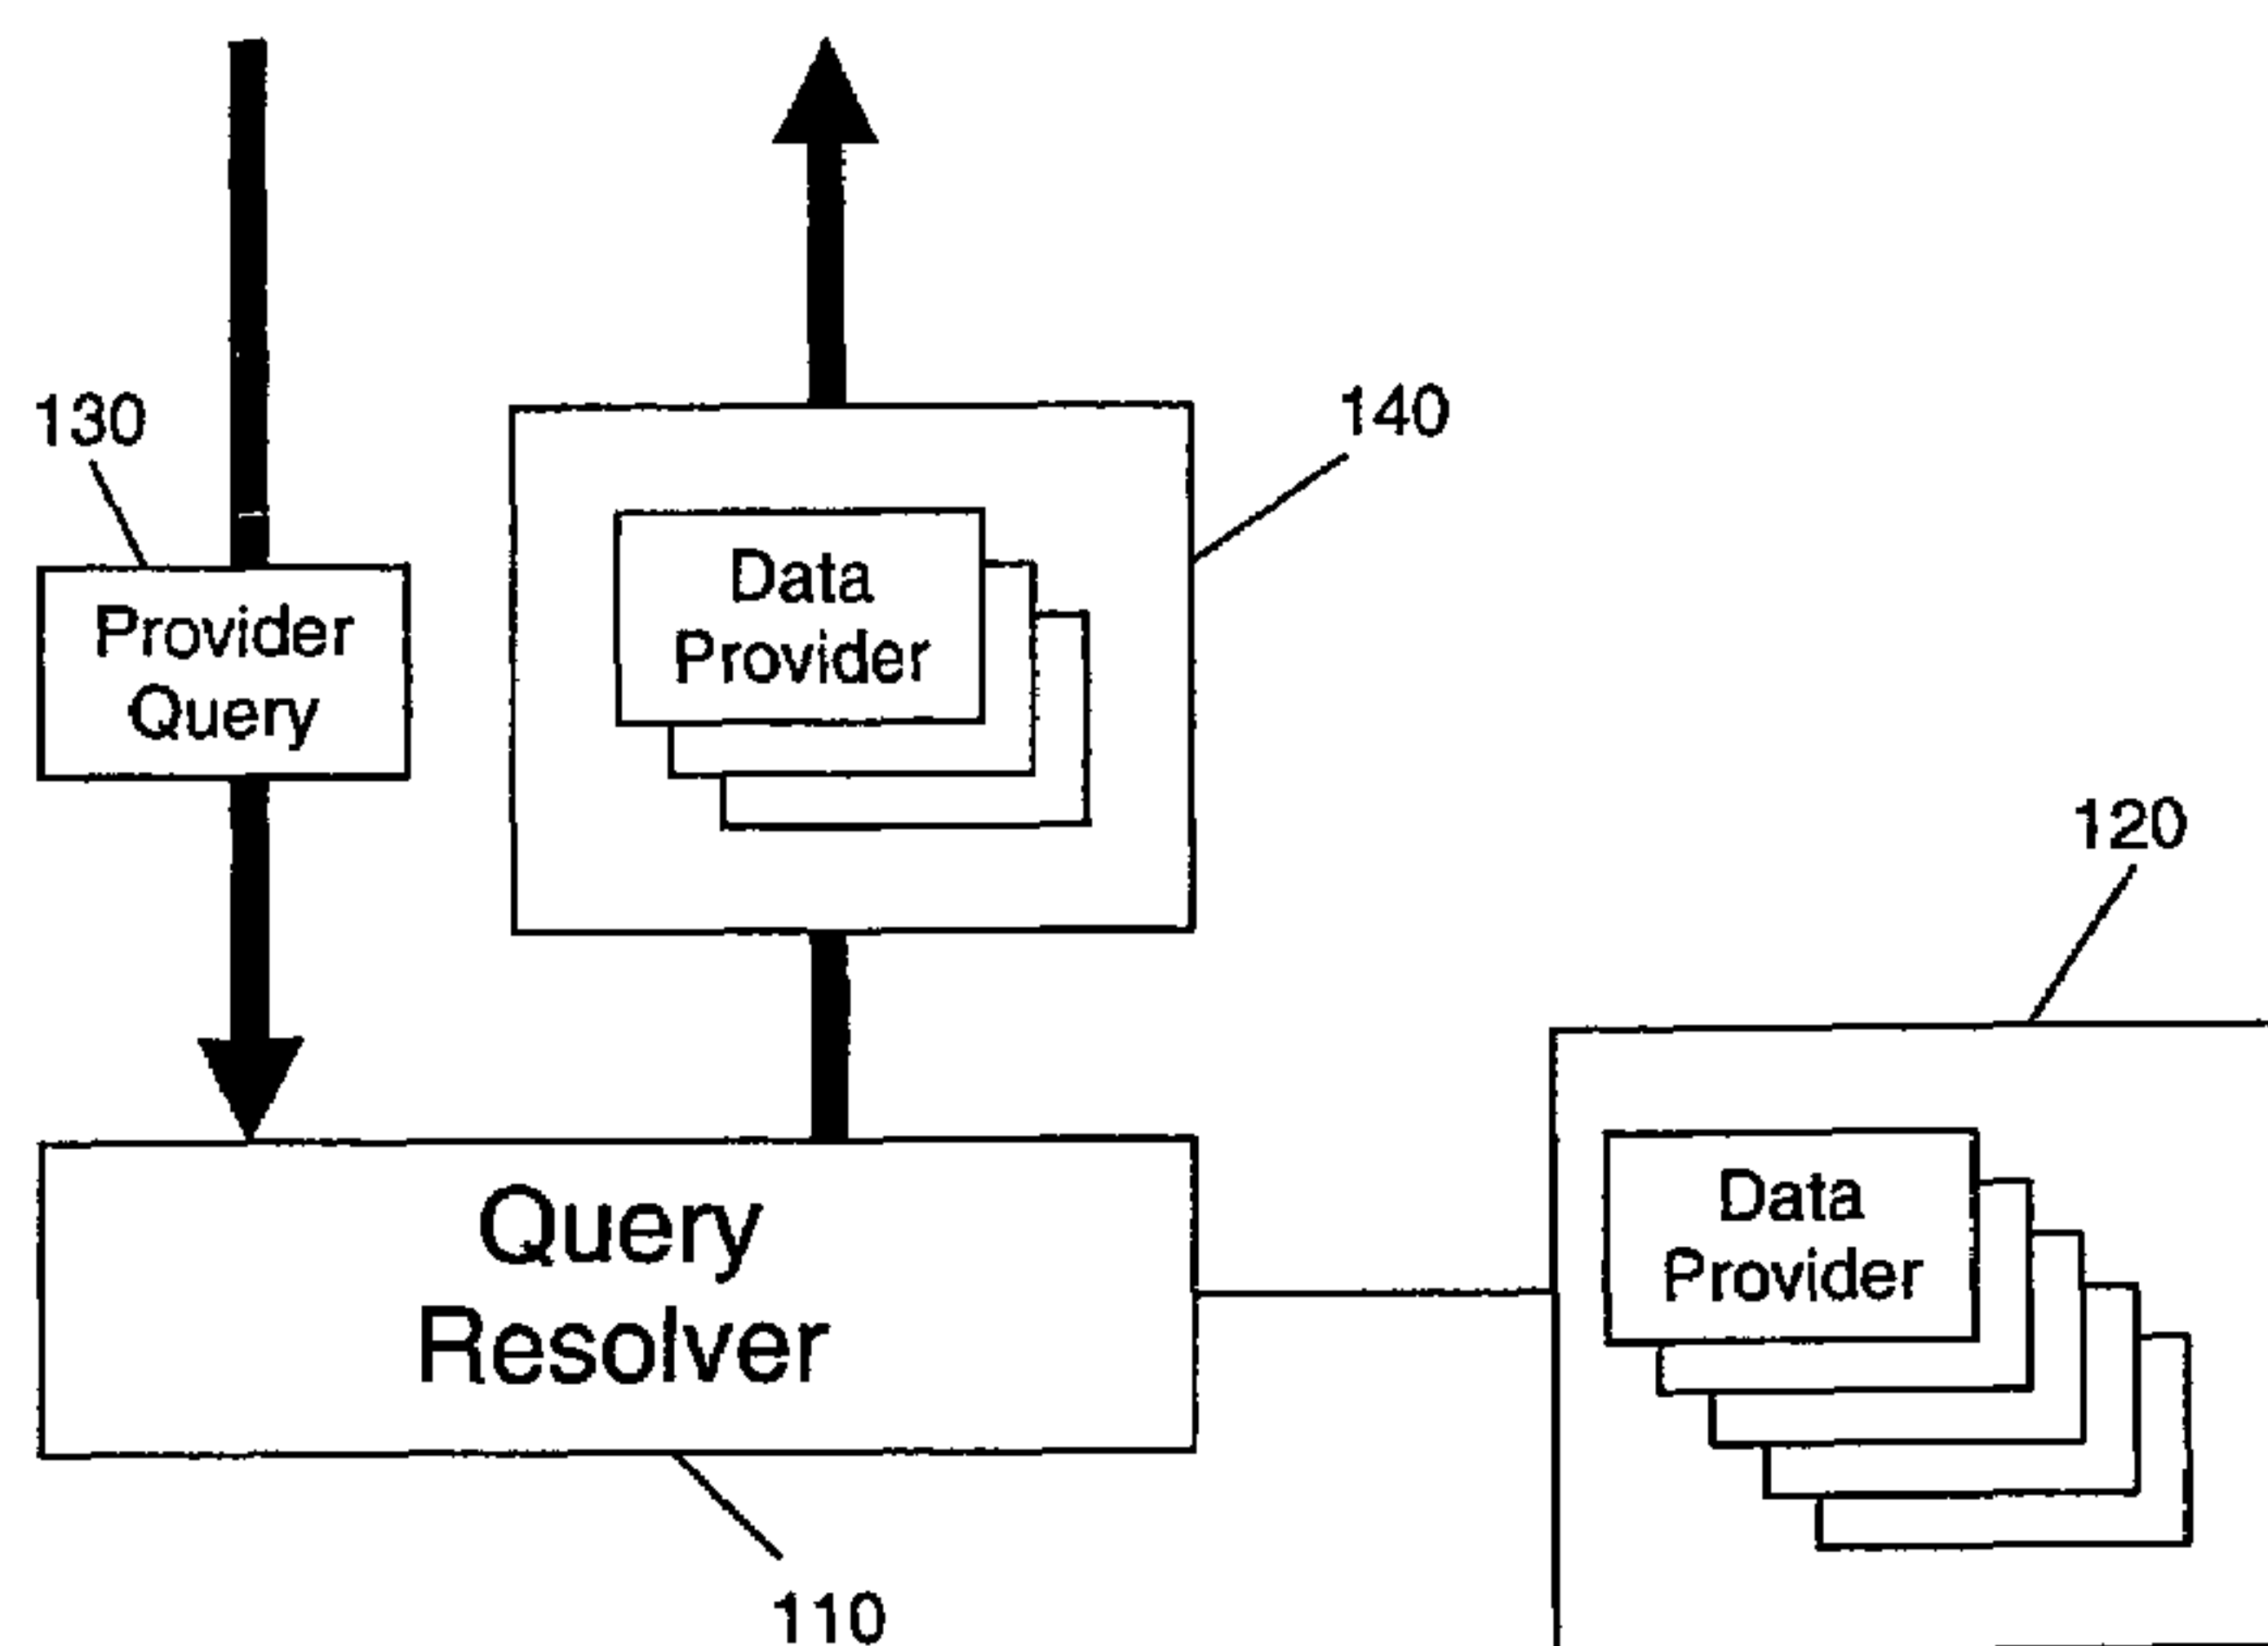 130
140
Provider
Query
Data
Provider
120
Query
Resolver
Data
Provider
110